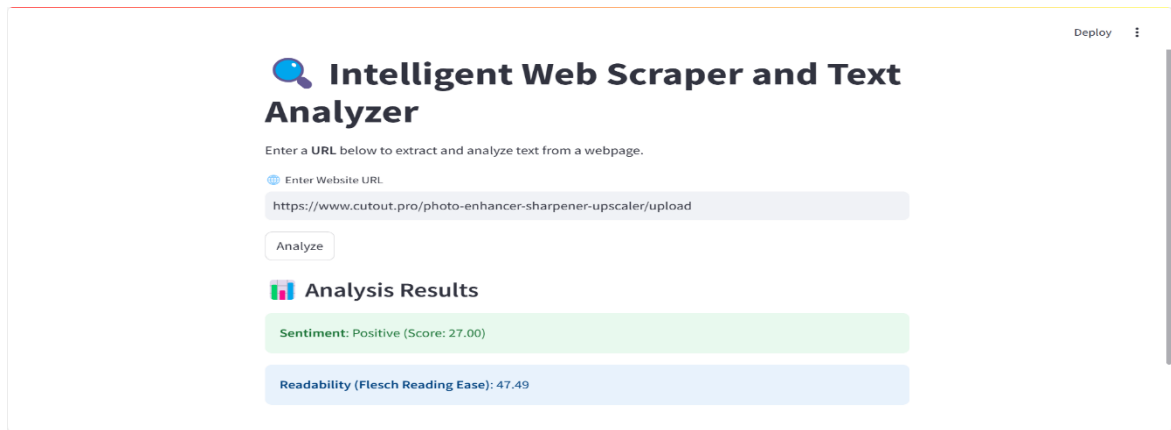 Deploy
Intelligent Web Scraper and Text
Analyzer
Enter a URL below to extract and analyze text from a webpage.
Enter Website URL
https://www.cutout.pro/photo-enhancer-sharpener-upscaler/upload
Analyze
Analysis Results
Sentiment: Positive (Score: 27.00)
Readability (Flesch Reading Ease): 47.49